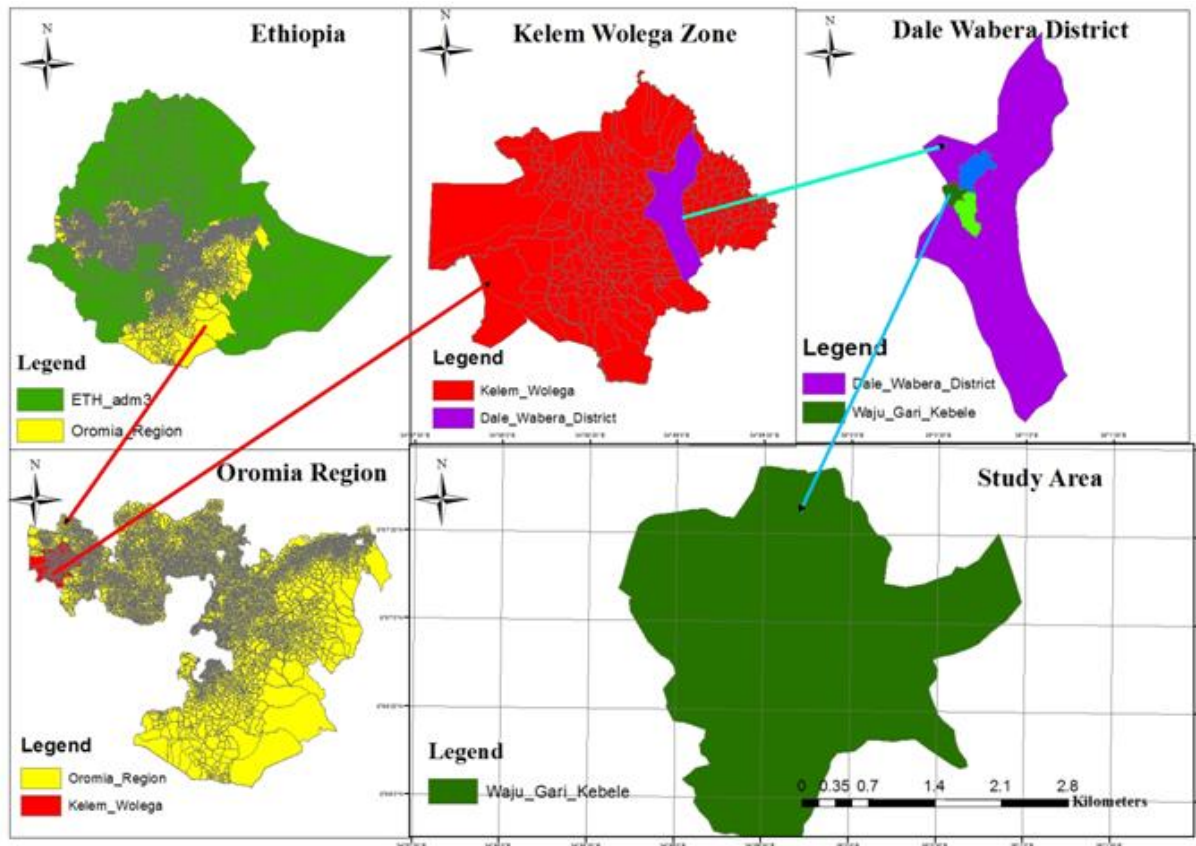 N
Ethiopia
Legend
ETH_adm3
Oromia_Region
N
Kelem Wolega Zone
Legend
Kelem_Wolega
Dale_Wabera_District
N
Dale Wabera District
Legend
Dale_Wabera_District
Waju_Gari_Kebele
N
Oromia Region
Legend
Oromia_Region
Kelem_Wolega
N
Study Area
Legend
Waju_Gari_Kebele
0 0.35 0.7 1.4 2.1 2.8
Kilometers